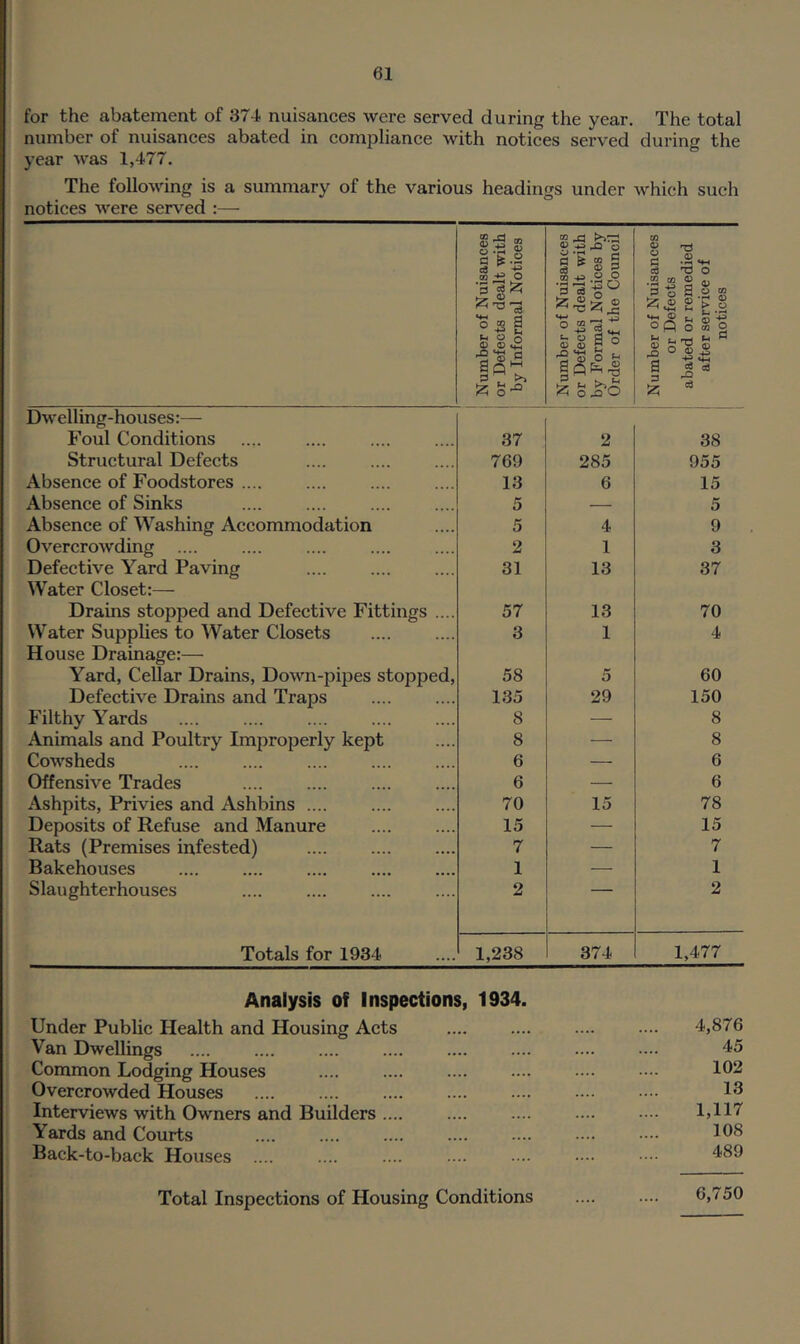 61
for the abatement of 374 nuisances were served during the year. The total
number of nuisances abated in compliance with notices served during the
year was 1,477.
The following is a summary of the various headings under which such
notices were served :—
Number of Nuisances
or Defects dealt with
by Informal Notices
Number of Nuisances
or Defects dealt with
by Formal Notices by
Order of the Council
Number of Nuisances
or Defects
abated or remedied
after service of
notices
Dwelling-houses:—
Foul Conditions .... .... .... .... 37 2 38
Structural Defects .... .... .... 769 285 955
Absence of Foodstores .... .... .... .... 13 6 15
Absence of Sinks .... .... .... .... 5 — 5
Absence of Washing Accommodation .... 5 4 9
Overcrowding .... .... .... .... .... 2 1 3
Defective Yard Paving .... .... .... 31 13 37
Water Closet:—
Drains stopped and Defective Fittings .... 57 13 70
Water Supplies to Water Closets .... .... 3 1 4
House Drainage:—
Yard, Cellar Drains, Down-pipes stopped, 58 5 60
Defective Drains and Traps .... .... 135 29 150
Filthy Yards .... .... .... .... .... 8 — 8
Animals and Poultry Improperly kept .... 8 — 8
Cowsheds .... .... .... .... .... 6 — 6
Offensive Trades .... .... .... .... 6 — 6
Ashpits, Privies and Ashbins .... .... .... 70 15 78
Deposits of Refuse and Manure .... .... 15 — 15
Rats (Premises infested) .... .... .... 7 — 7
Bakehouses .... .... .... .... .... 1 — 1
Slaughterhouses .... .... .... .... 2 — 2
Totals for 1934 .... 1,238 374 1,477
Analysis of Inspections, 1934.
Under Public Health and Housing Acts .... .... .... .... 4,876
Van Dwellings .... .... .... .... .... .... .... .... 45
Common Lodging Houses .... .... .... .... .... .... 102
Overcrowded Houses .... .... .... .... .... .... .... 13
Interviews with Owners and Builders .... .... .... .... .... 1,117
Yards and Courts .... .... .... .... .... .... .... 108
Back-to-back Houses .... .... .... .... .... .... .... 489
Total Inspections of Housing Conditions .... .... 6,750